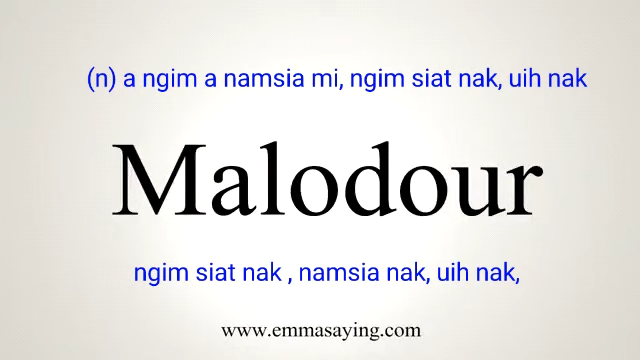 (n) a ngim a namsia mi, ngim siat nak, uih nak
Malodour
ngim siat nak , namsia nak, uih nak,
www.emmasaying.com